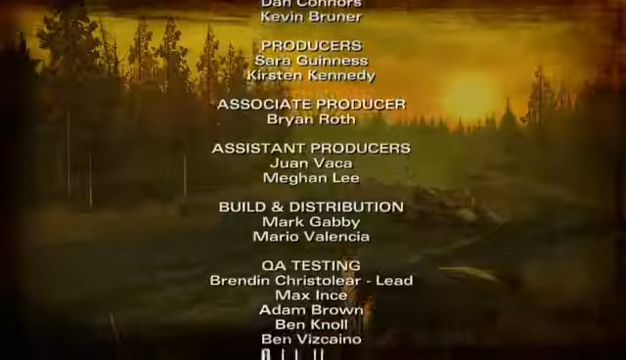 Dan Connors
Kevin Bruner
PRODUCERS
Sara Guinness
Kirsten Kennedy
ASSOCIATE PRODUCER
Bryan Roth
ASSISTANT PRODUCERS
Juan Vaca
Meghan Lee
BUILD & DISTRIBUTION
Mark Gabby
Mario Valencia
QA TESTING
Brendin Christolear - Lead
Max Ince
Adam Brown
Ben Knoll
Ben Vizcaino